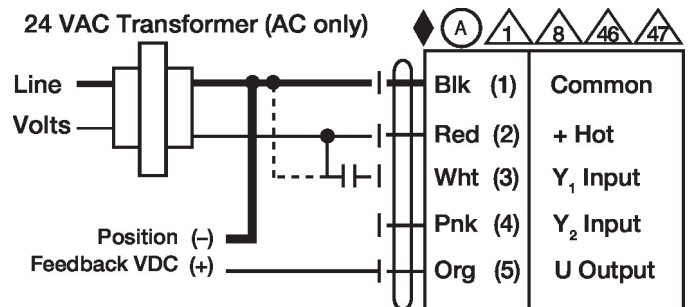 24 VAC Transformer (AC only)
A 1 8 46 47
Line
Volts
Blk (1) Common
Red (2) + Hot
Wht (3) Y1 Input
Pnk (4) Y2 Input
Position (–)
Feedback VDC (+)
Org (5) U Output